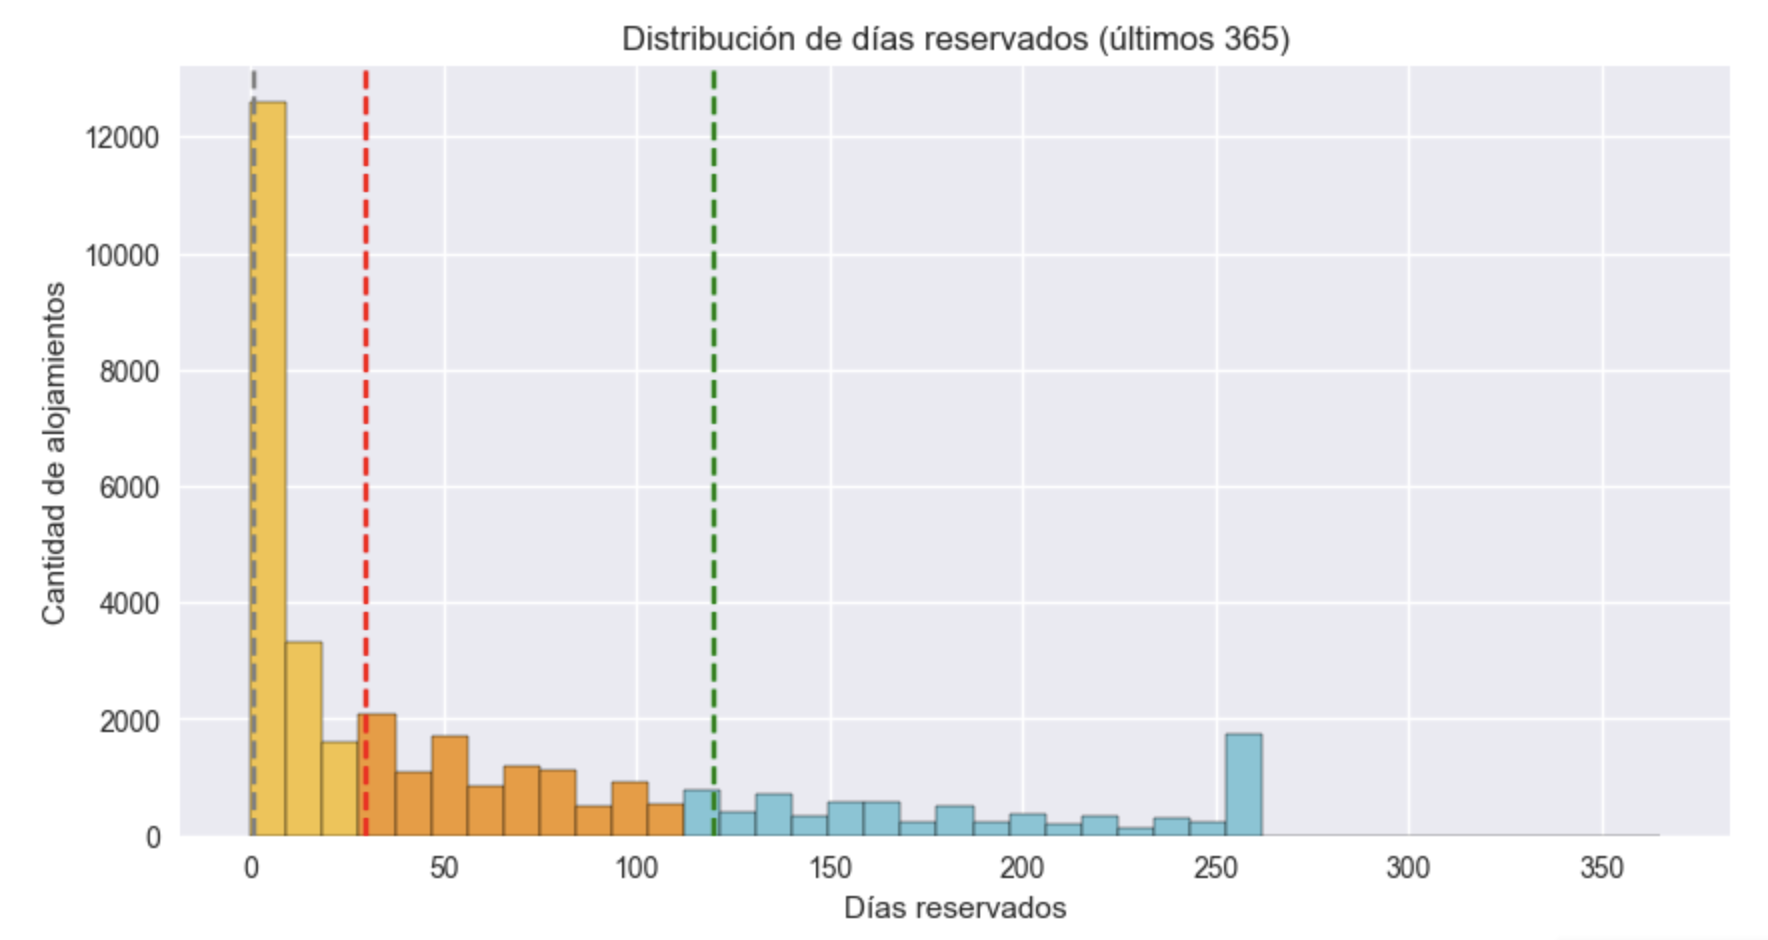 Distribución de días reservados (últimos 365)
Cantidad de alojamientos
12000
10000
8000
6000
4000
2000
0
0 50 100 150 200 250 300 350
Días reservados